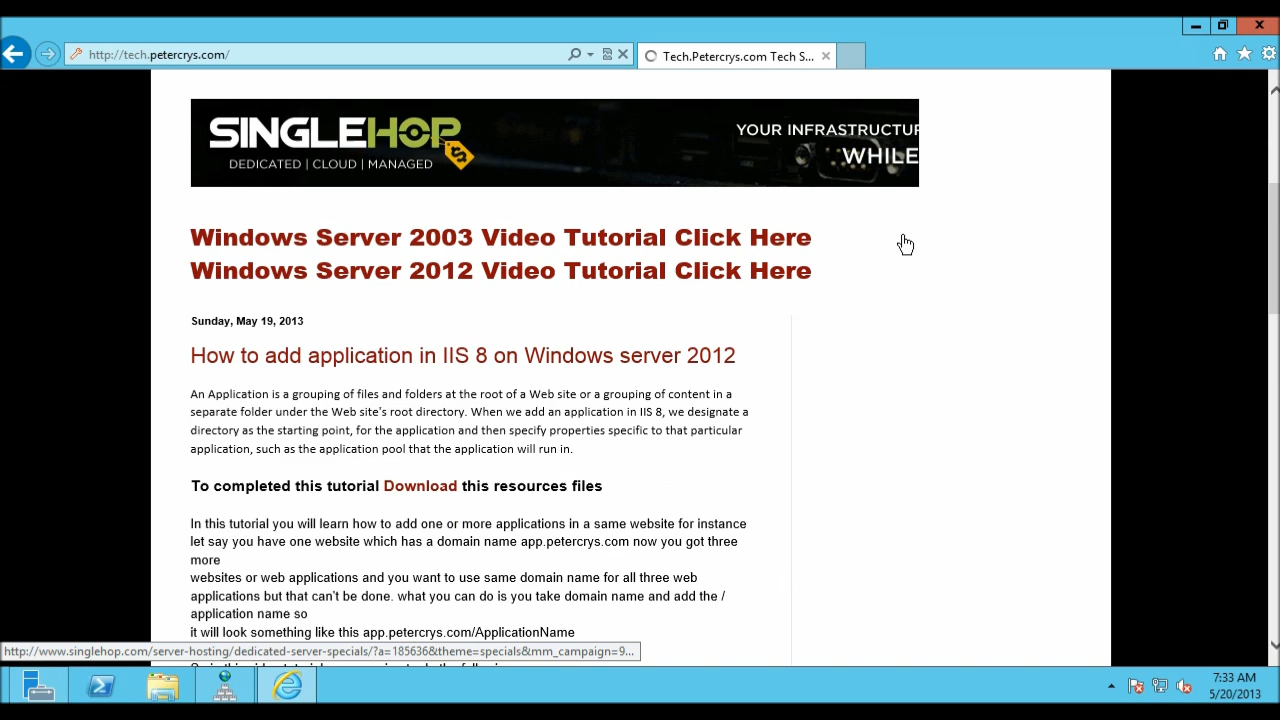 http://tech.petercrys.com/
Tech.Petercrys.com Tech S...
SINGLEHOP
DEDICATED | CLOUD | MANAGED
YOUR INFRASTRUCTUR
WHILE
Windows Server 2003 Video Tutorial Click Here
Windows Server 2012 Video Tutorial Click Here
Sunday, May 19, 2013
How to add application in IIS 8 on Windows server 2012
An Application is a grouping of files and folders at the root of a Web site or a grouping of content in a
separate folder under the Web site's root directory. When we add an application in IIS 8, we designate a
directory as the starting point, for the application and then specify properties specific to that particular
application, such as the application pool that the application will run in.
To completed this tutorial Download this resources files
In this tutorial you will learn how to add one or more applications in a same website for instance
let say you have one website which has a domain name app.petercrys.com now you got three
more
websites or web applications and you want to use same domain name for all three web
applications but that can't be done. what you can do is you take domain name and add the /
application name so
it will look something like this app.petercrys.com/ApplicationName
http://www.singlehop.com/server-hosting/dedicated-server-specials/?a=185636&theme=specials&mm_campaign=9...
7:33 AM
5/20/2013